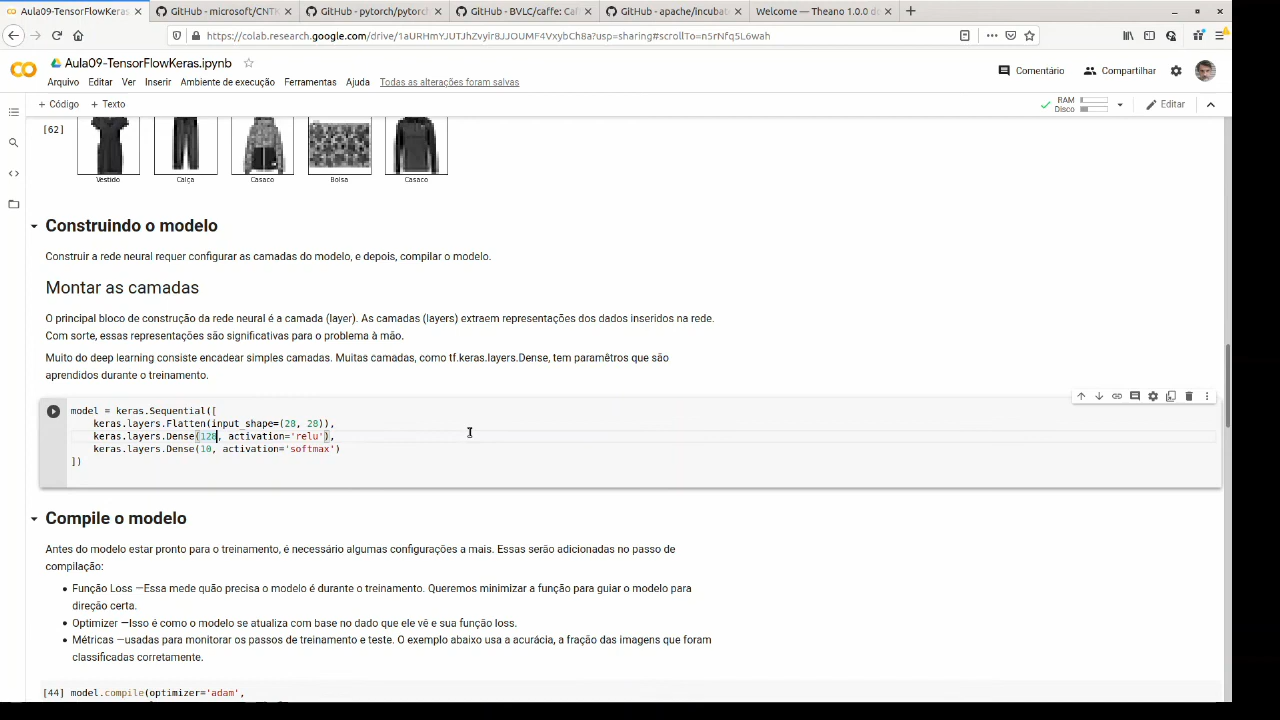 Aula09-TensorFlowKeras
GitHub - microsoft/CNTK
GitHub - pytorch/pytorch
GitHub - BVLC/caffe: Caf
GitHub - apache/incubat
Welcome — Theano 1.0.0 d
https://colab.research.google.com/drive/1aURHmYJUTJhZvyir8JJOUMF4VxybCh8a?usp=sharing#scrollTo=n5rNfq5L6wah
Aula09-TensorFlowKeras.ipynb
Comentário
Compartilhar
Arquivo Editar Ver Inserir Ambiente de execução Ferramentas Ajuda Todas as alterações foram salvas
+ Código + Texto
RAM
Disco
Editar
[62]
Vestido Calça Casaco Bolsa Casaco
Construindo o modelo
Construir a rede neural requer configurar as camadas do modelo, e depois, compilar o modelo.
Montar as camadas
O principal bloco de construção da rede neural é a camada (layer). As camadas (layers) extraem representações dos dados inseridos na rede.
Com sorte, essas representações são significativas para o problema à mão.
Muito do deep learning consiste encadear simples camadas. Muitas camadas, como tf.keras.layers.Dense, tem paramêtros que são
aprendidos durante o treinamento.
model = keras.Sequential([
keras.layers.Flatten(input_shape=(28, 28)),
keras.layers.Dense(128, activation='relu'),
keras.layers.Dense(10, activation='softmax')
])
Compile o modelo
Antes do modelo estar pronto para o treinamento, é necessário algumas configurações a mais. Essas serão adicionadas no passo de
compilação:
• Função Loss —Essa mede quão precisa o modelo é durante o treinamento. Queremos minimizar a função para guiar o modelo para
direção certa.
• Optimizer —Isso é como o modelo se atualiza com base no dado que ele vê e sua função loss.
• Métricas —usadas para monitorar os passos de treinamento e teste. O exemplo abaixo usa a acurácia, a fração das imagens que foram
classificadas corretamente.
[44] model.compile(optimizer='adam',